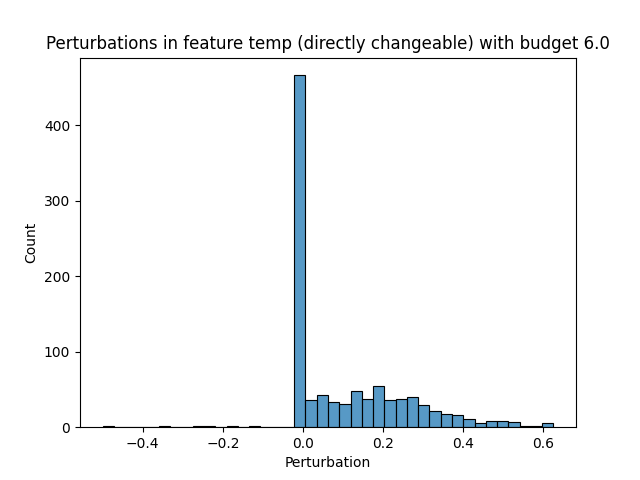 Perturbations in feature temp (directly changeable) with budget 6.0
400
300
200
100
0
Count
−0.4 −0.2 0.0 0.2 0.4 0.6
Perturbation